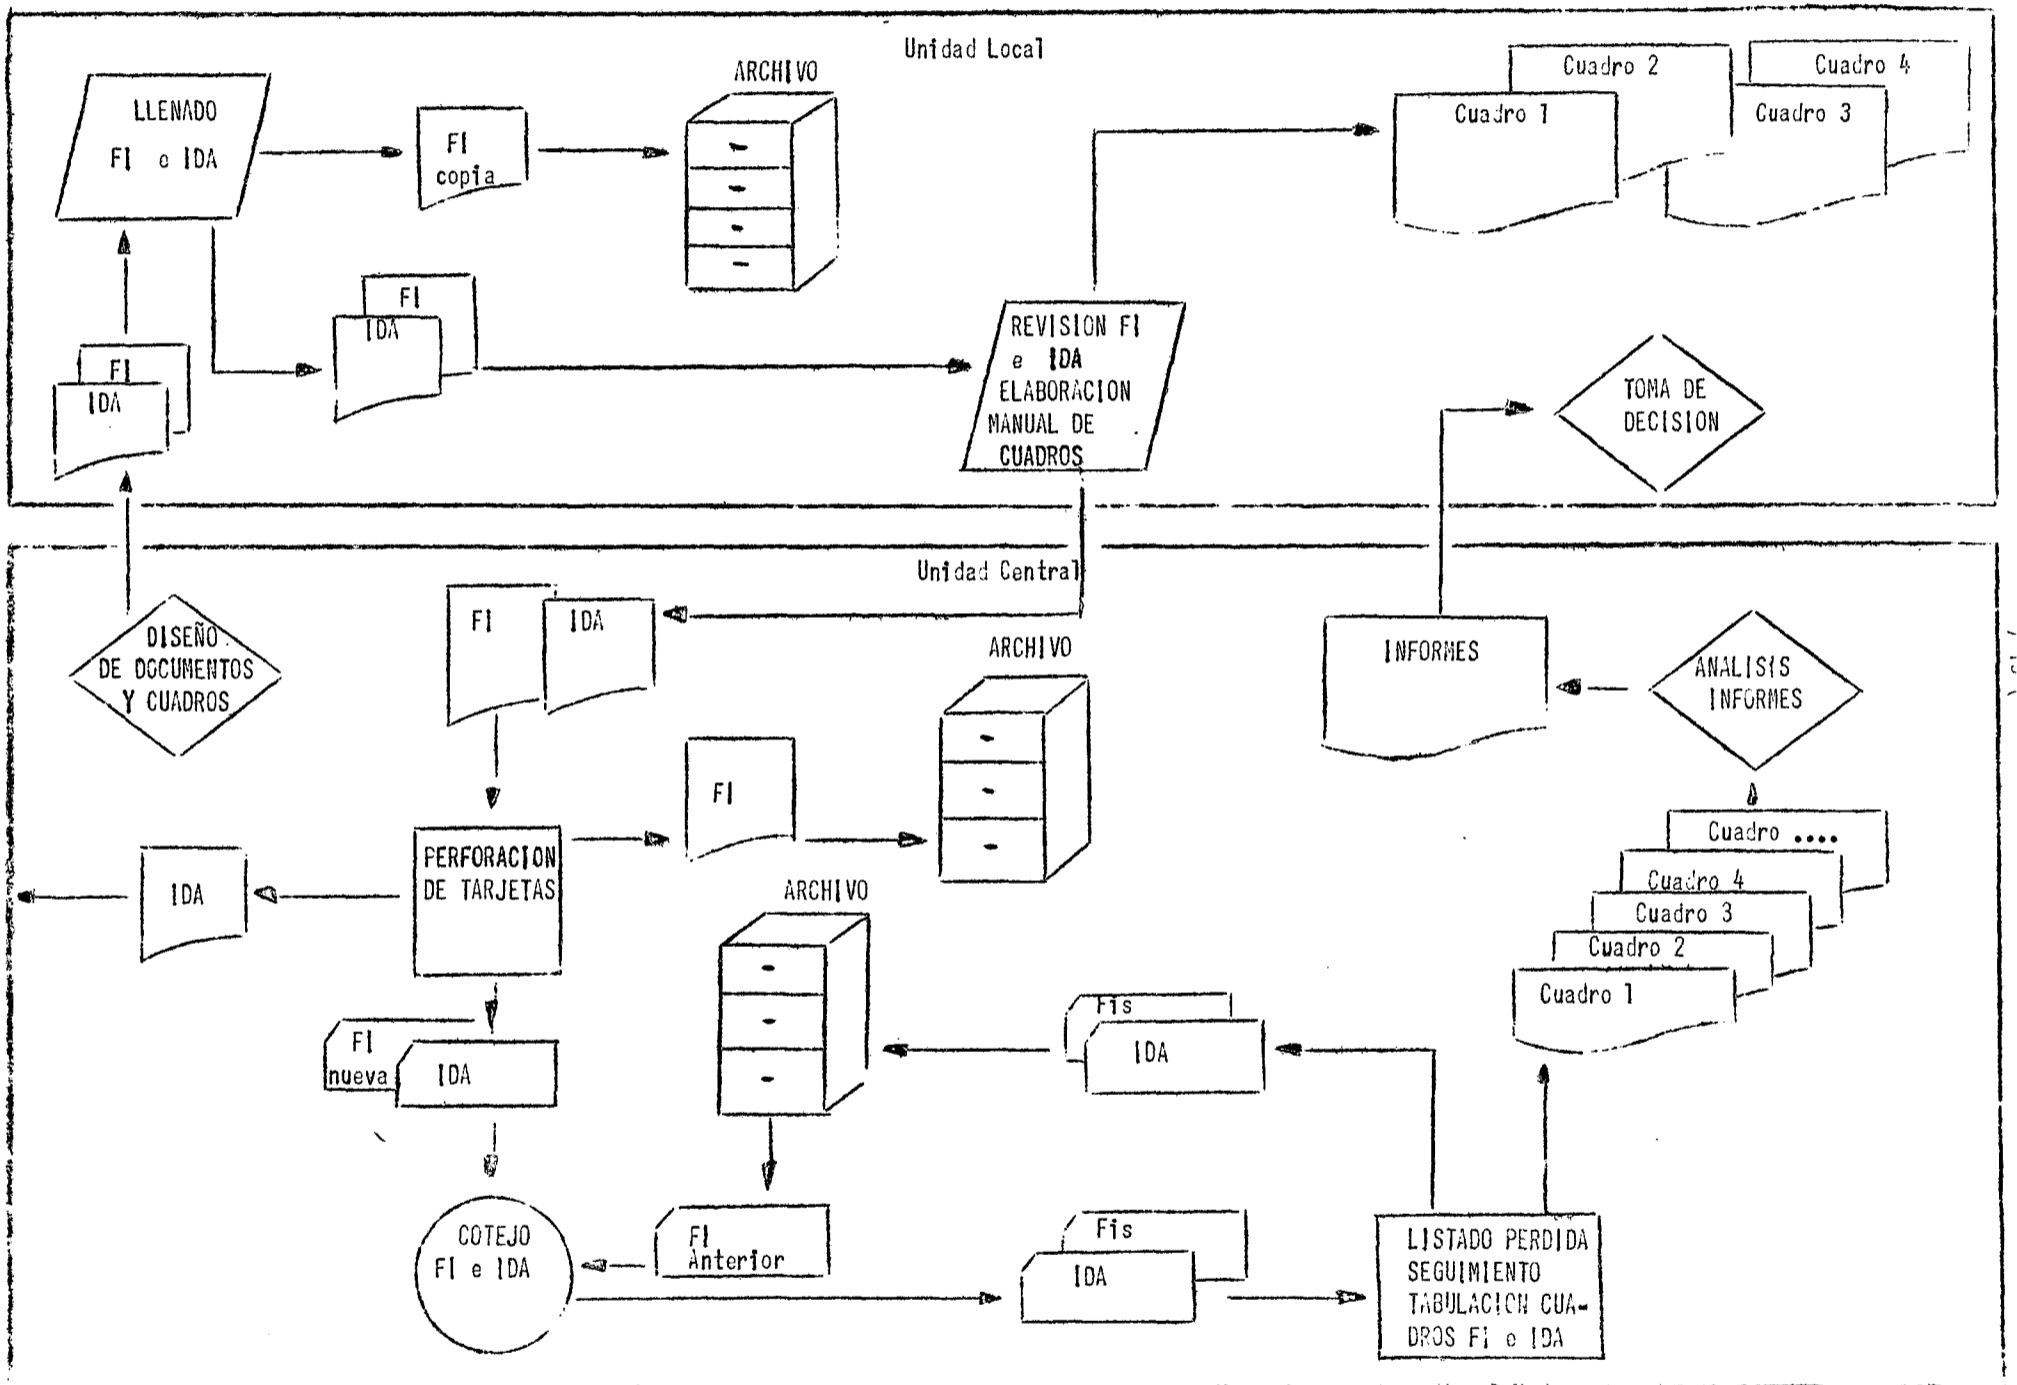 Unidad Local
LLENADO
FI e IDA
FI
copia
ARCHIVO
Cuadro 2
Cuadro 4
Cuadro 1
Cuadro 3
FI
IDA
FI
IDA
REVISION FI
e IDA
ELABORACION
MANUAL DE
CUADROS
TOMA DE
DECISION
Unidad Central
DISEÑO
DE DOCUMENTOS
Y CUADROS
FI
IDA
ARCHIVO
INFORMES
ANALISIS
INFORMES
FI
PERFORACION
DE TARJETAS
IDA
ARCHIVO
Cuadro ....
Cuadro 4
Cuadro 3
Cuadro 2
Cuadro 1
FI
nueva
IDA
Fis
IDA
COTEJO
FI e IDA
FI
Anterior
Fis
IDA
LISTADO PERDIDA
SEGUIMIENTO
TABULACION CUA-
DROS FI e IDA